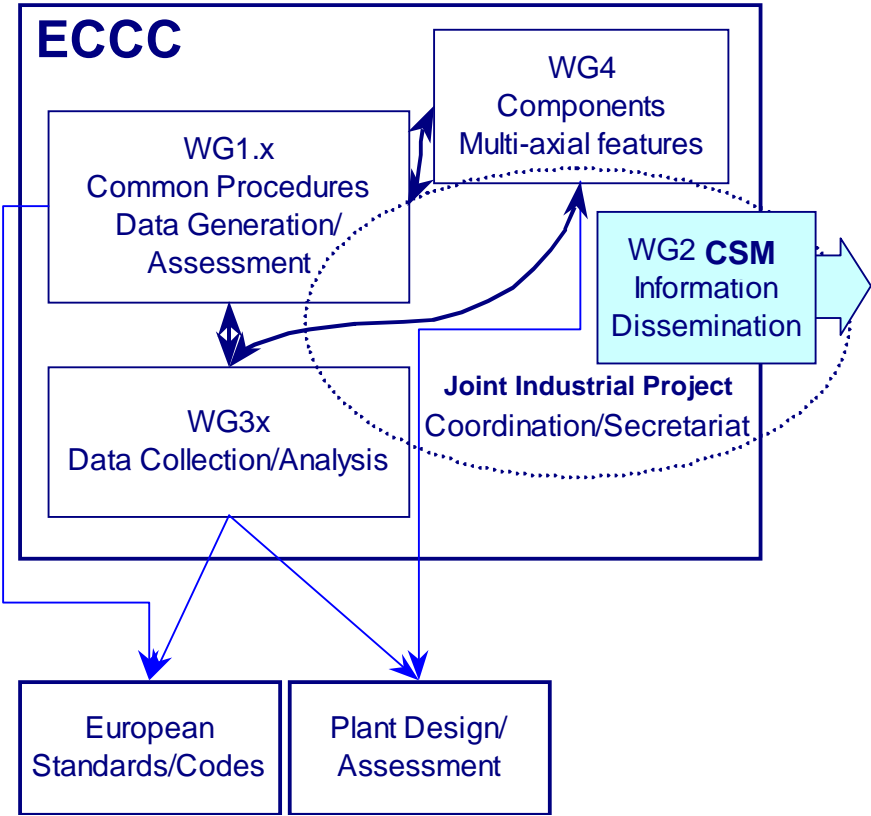 ECCC
WG4
Components
Multi-axial features
WG1.x
Common Procedures
Data Generation/
Assessment
WG2 CSM
Information
Dissemination
Joint Industrial Project
Coordination/Secretariat
WG3x
Data Collection/Analysis
European
Standards/Codes
Plant Design/
Assessment